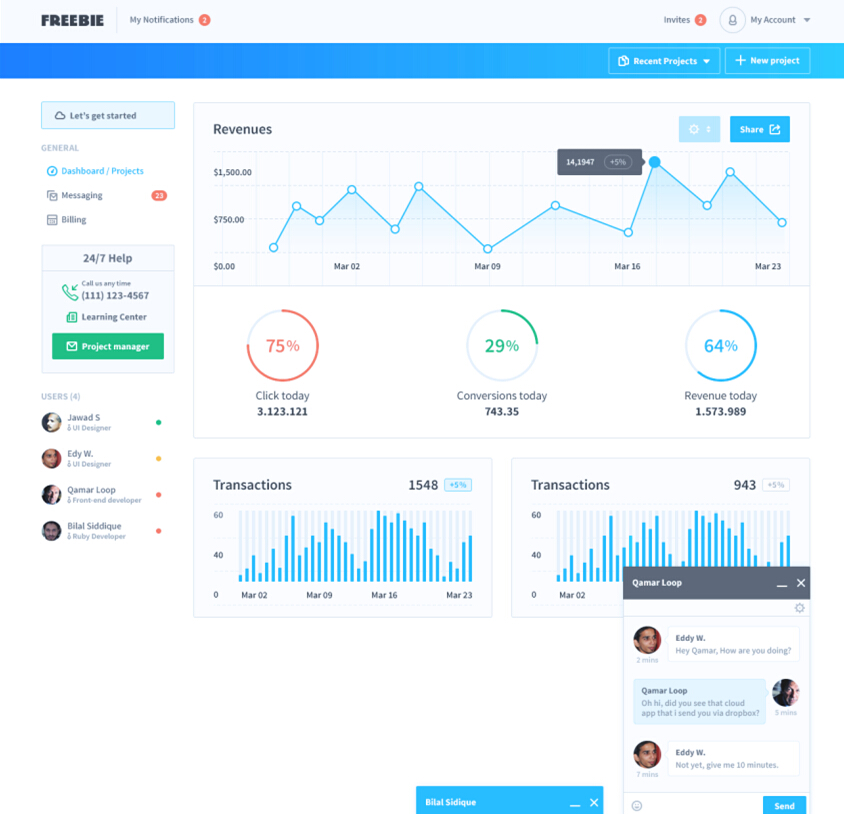 FREEBIE
My Notifications 2
Invites 2
My Account
Recent Projects
New project
Let's get started
GENERAL
Dashboard / Projects
Messaging 23
Billing
24/7 Help
Call us any time
(111) 123-4567
Learning Center
Project manager
USERS (4)
Jawad S
UI Designer
Edy W.
UI Designer
Qamar Loop
Front-end developer
Bilal Siddique
Ruby Developer
Revenues
Share
14,1947 +5%
$1,500.00
$750.00
$0.00
Mar 02 Mar 09 Mar 16 Mar 23
75% 29% 64%
Click today Conversions today Revenue today
3.123.121 743.35 1.573.989
Transactions 1548 +5%
60
40
0 Mar 02 Mar 09 Mar 16 Mar 23
Transactions 943 +5%
60
40
0 Mar 02
Qamar Loop
Eddy W.
Hey Qamar, How are you doing?
2 mins
Qamar Loop
Oh hi, did you see that cloud
app that i send you via dropbox?
5 mins
Eddy W.
Not yet, give me 10 minutes.
7 mins
Send
Bilal Sidique